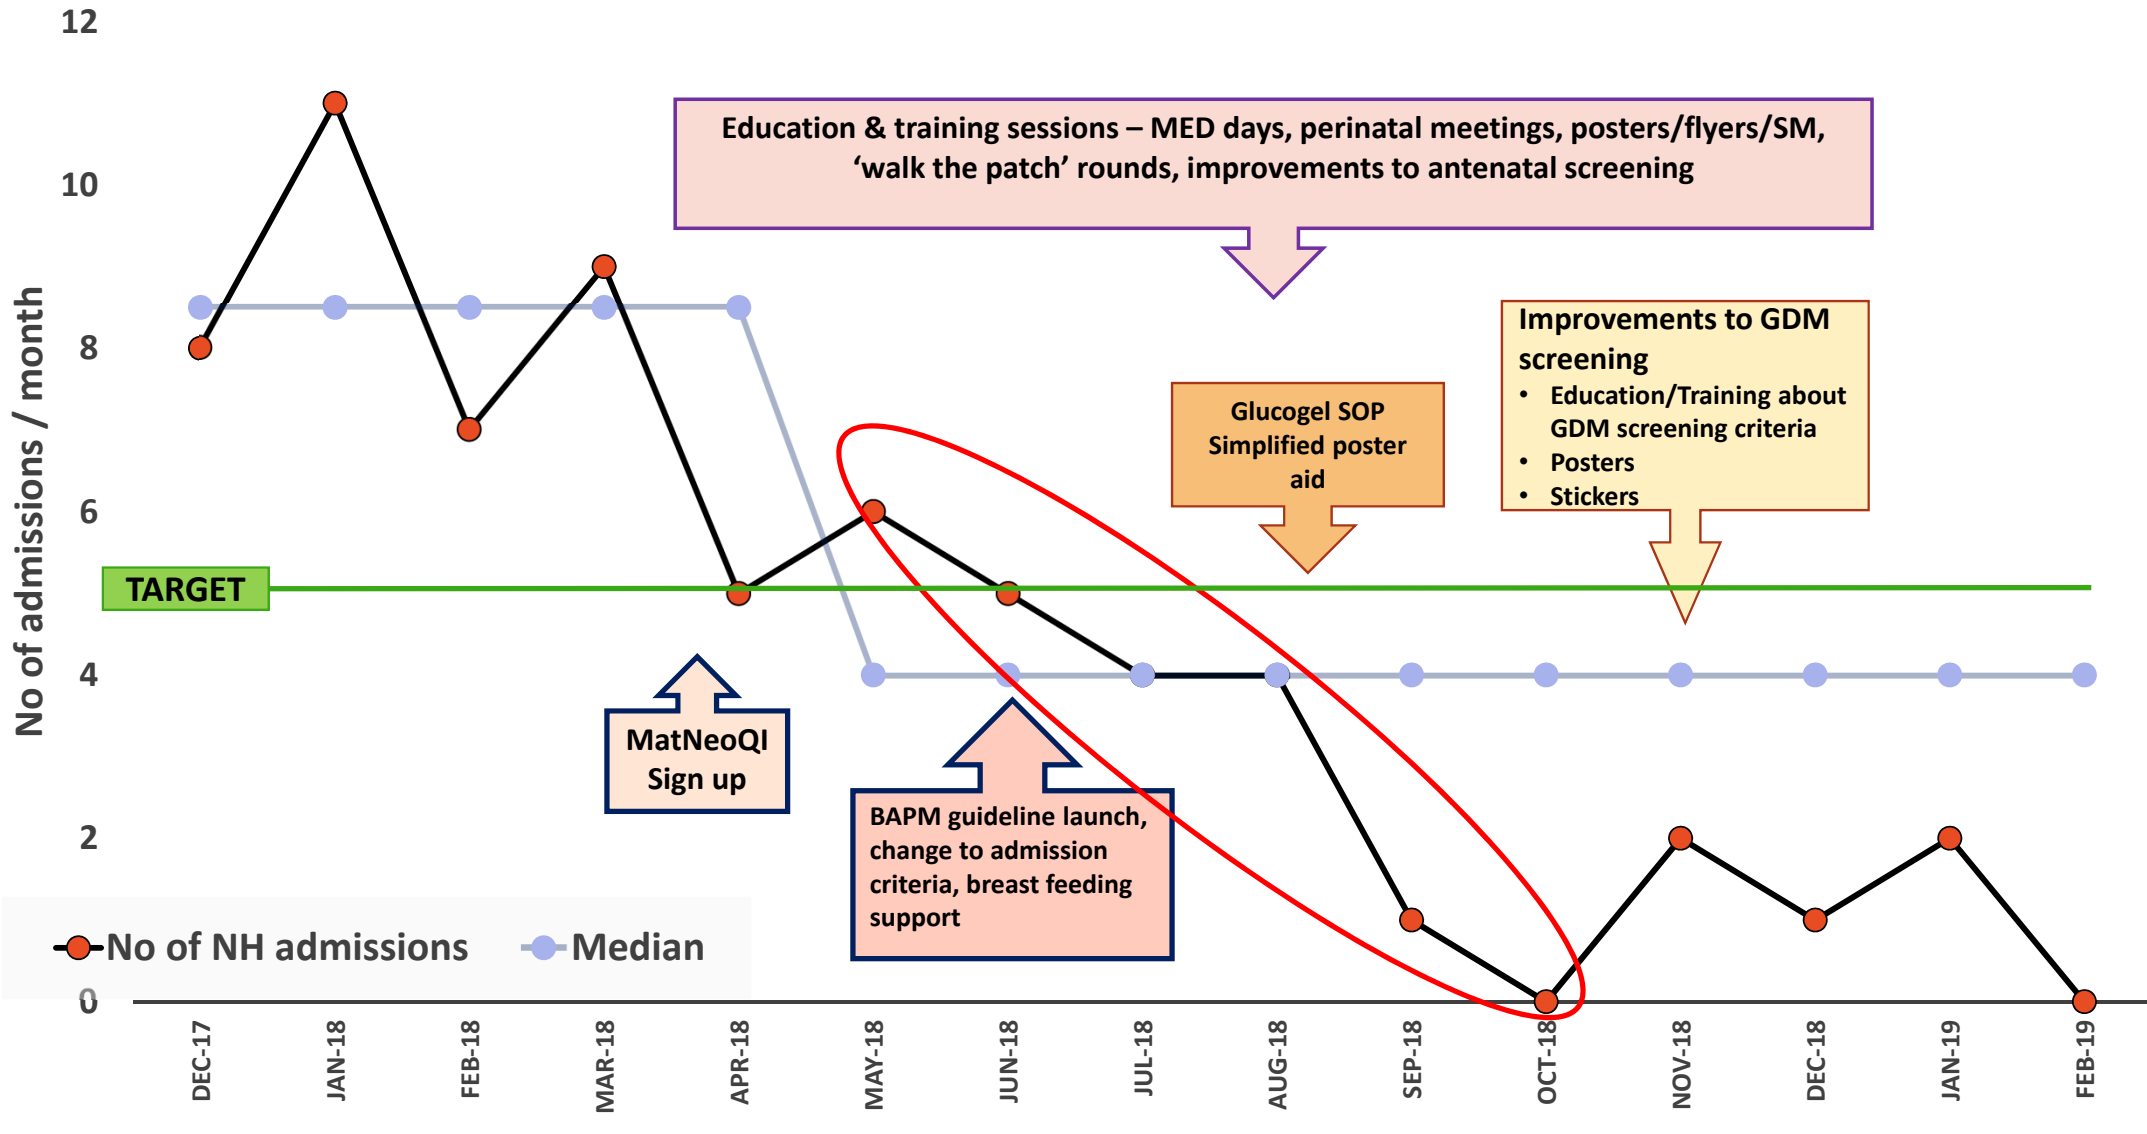 12
10
8
6
4
2
0
No of admissions / month
Education & training sessions – MED days, perinatal meetings, posters/flyers/SM,
‘walk the patch’ rounds, improvements to antenatal screening
Improvements to GDM
screening
• Education/Training about
GDM screening criteria
• Posters
• Stickers
Glucogel SOP
Simplified poster
aid
TARGET
MatNeoQI
Sign up
BAPM guideline launch,
change to admission
criteria, breast feeding
support
No of NH admissions
Median
DEC-17
JAN-18
FEB-18
MAR-18
APR-18
MAY-18
JUN-18
JUL-18
AUG-18
SEP-18
OCT-18
NOV-18
DEC-18
JAN-19
FEB-19